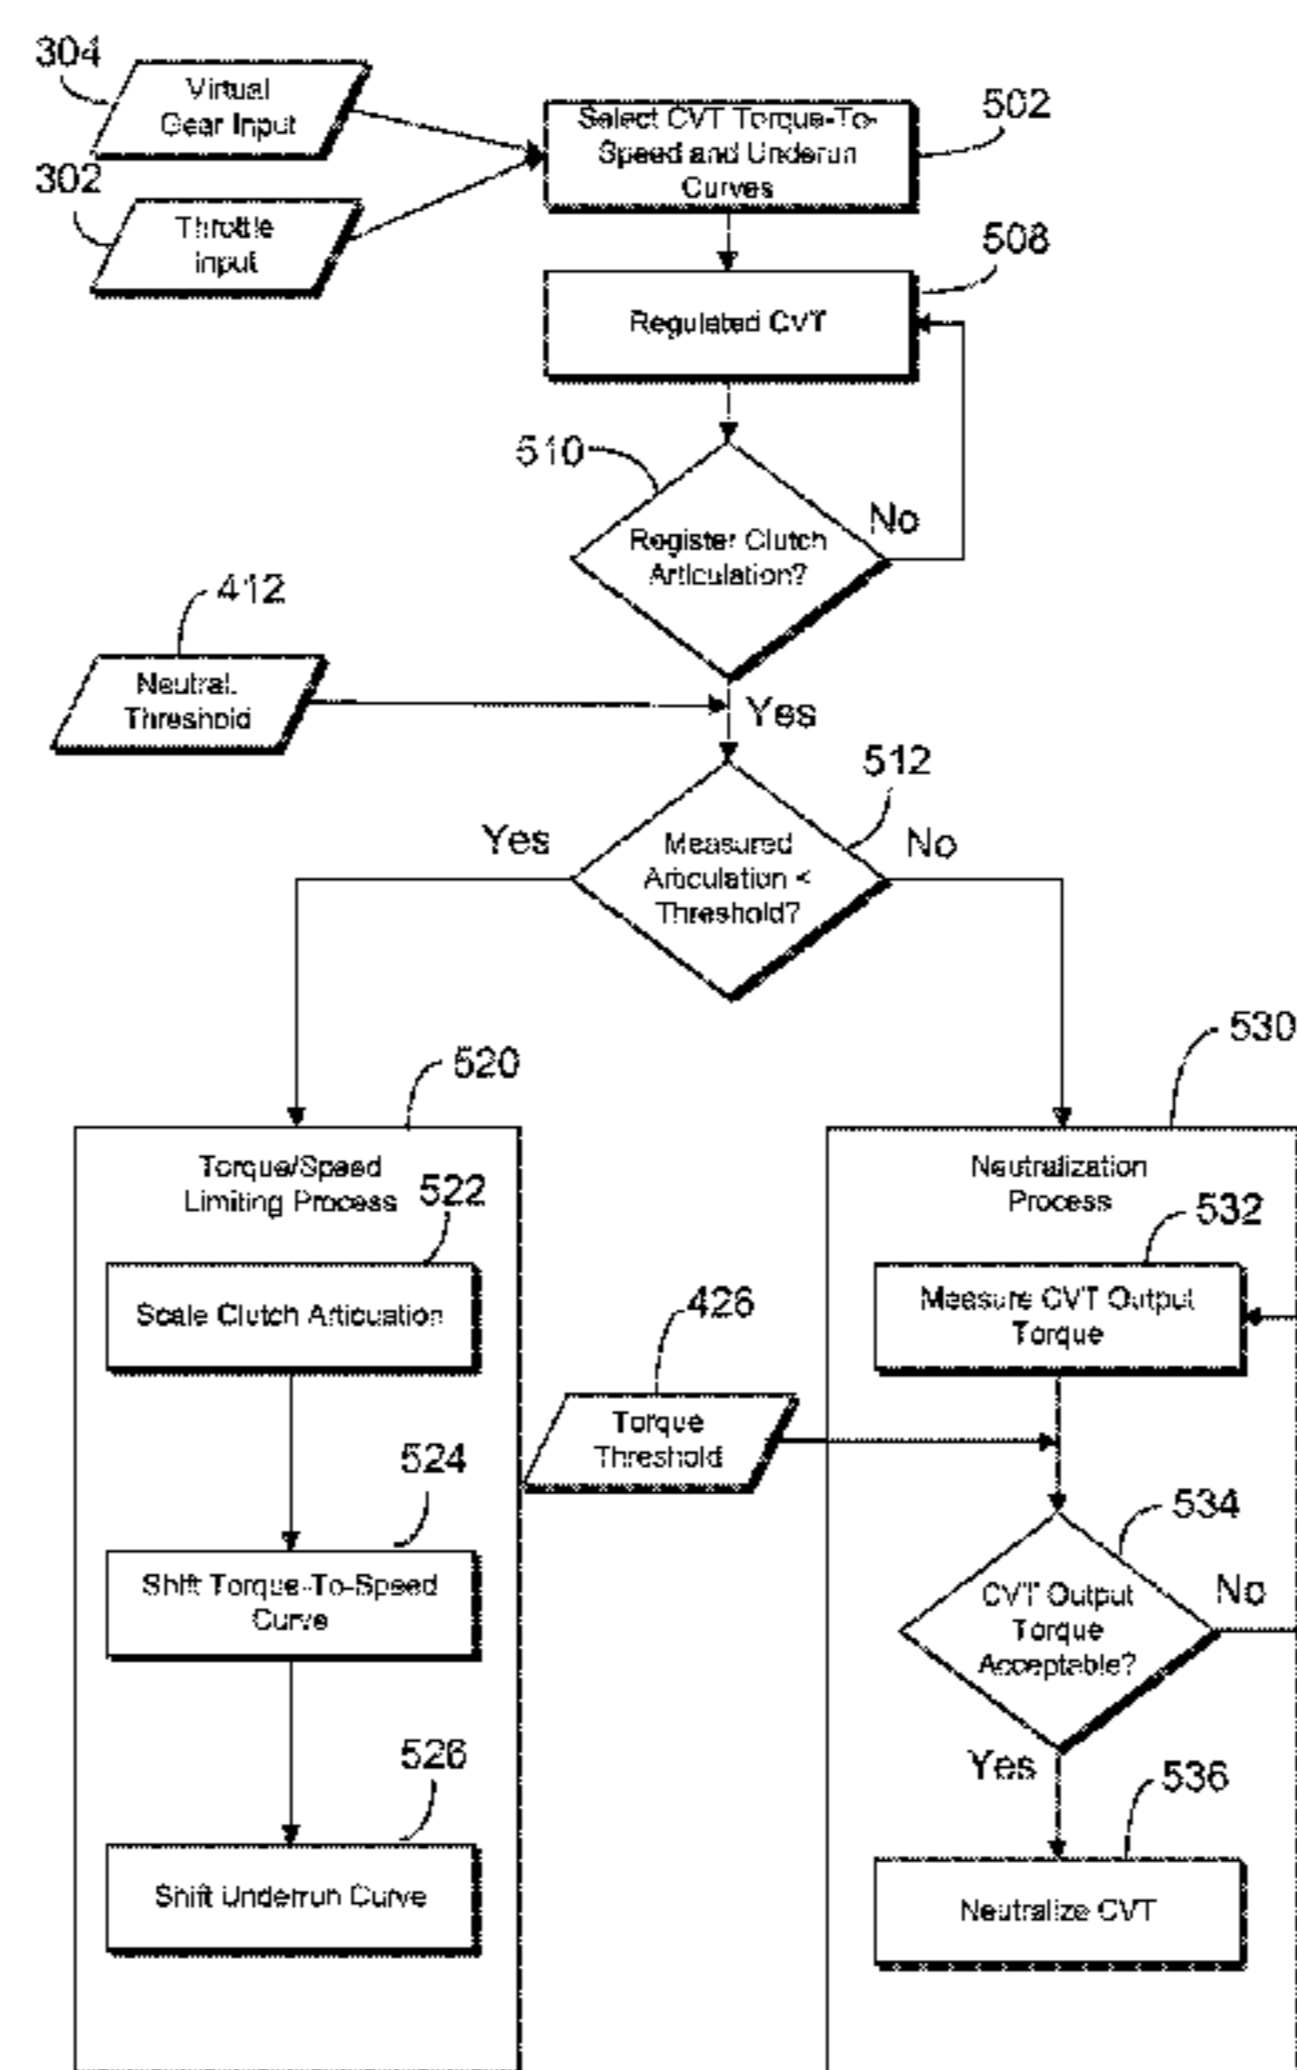 304
Virtual
Gear Input
302
Throttle
input
Select CVT Torque-To-
Speed and Underun
Curves
502
508
Regulated CVT
510
Register Clutch
Articulation?
No
412
Neutral.
Threshold
Yes
512
Measured
Articulation <
Threshold?
Yes
No
520
530
Torque/Speed
Limiting Process
522
Scale Clutch Articuation
524
Shift Torque-To-Speed
Curve
526
Shift Underrun Curve
426
Torque
Threshold
Neutralization
Process
532
Measure CVT Output
Torque
534
CVT Output
Torque
Acceptable?
No
Yes
536
Neutralize CVT